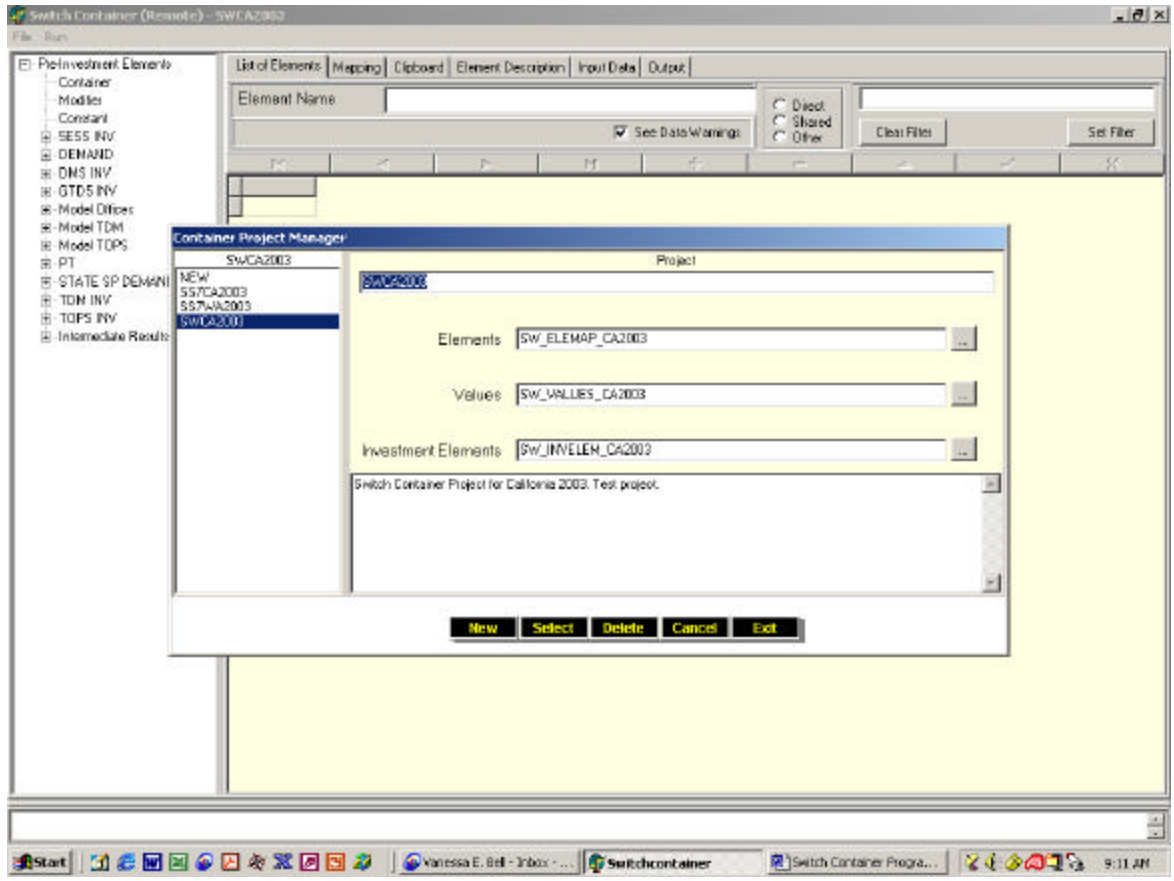 Switch Container (Remote) - SWCA2003
File Run
Pre-Investment Elements
Container
Modifier
Constant
SESS INV
DEMAND
DMS INV
GTD5 INV
Model Offices
Model TDM
Model TOPS
PT
STATE SP DEMAN
TDM INV
TOPS INV
Intermediate Results
List of Elements Mapping Clipboard Element Description Input Data Output
Element Name
See Data Warnings
Direct
Shared
Other
Clear Filter
Set Filter
Container Project Manager
SWCA2003
NEW
SS7CA2003
SS7WA2003
SWCA2003
Project
SWCA2003
Elements SW_ELEMAP_CA2003 ...
Values SW_VALUES_CA2003 ...
Investment Elements SW_INVELEM_CA2003 ...
Switch Container Project for California 2003. Test project.
New Select Delete Cancel Exit
Start Vanessa E. Bell - Inbox - ... Switchcontainer Switch Container Progra... 9:11 AM